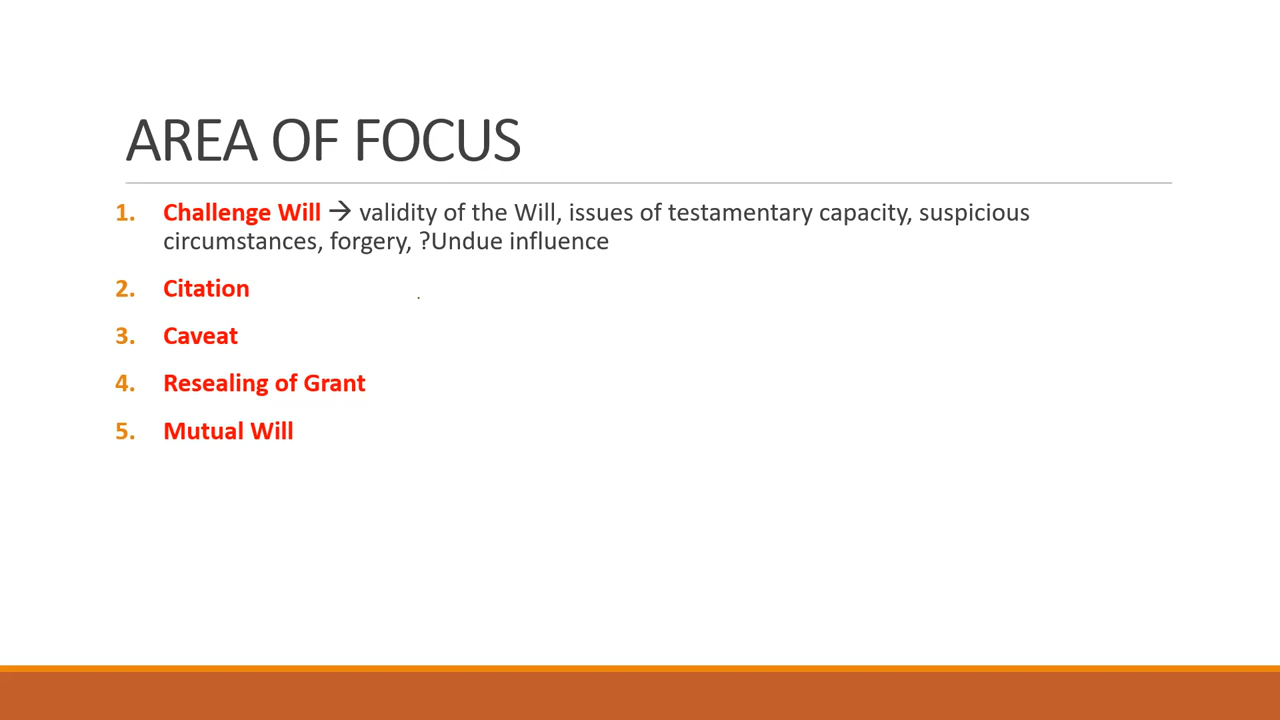 AREA OF FOCUS
1. Challenge Will → validity of the Will, issues of testamentary capacity, suspicious
circumstances, forgery, ?Undue influence
2. Citation
3. Caveat
4. Resealing of Grant
5. Mutual Will